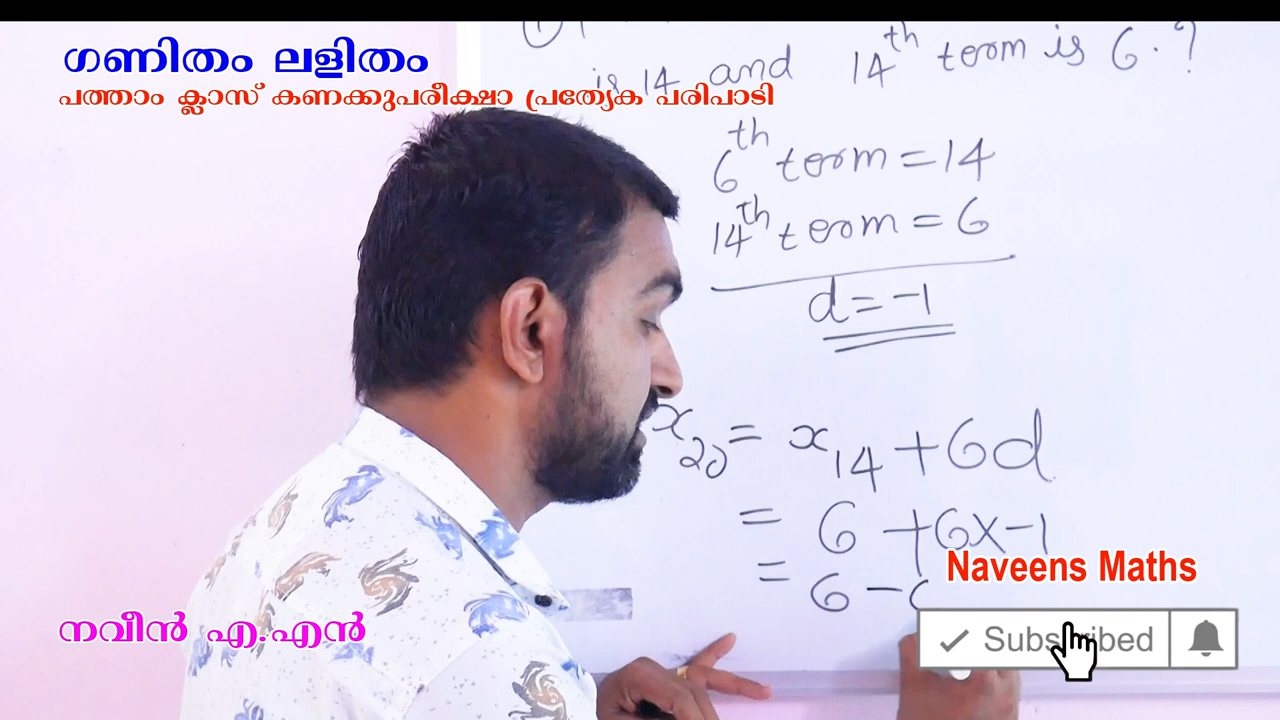 ഗണിതം ലളിതം
പത്താം ക്ലാസ് കണക്കുപരീക്ഷാ പ്രത്യേക പരിപാടി
is 14 and 14th term is 6.?
6th term = 14
14th term = 6
d = -1
x20 = x14 + 6d
= 6 + 6x-1
= 6 -
Naveens Maths
Subscribed
നവീൻ എ.എൻ